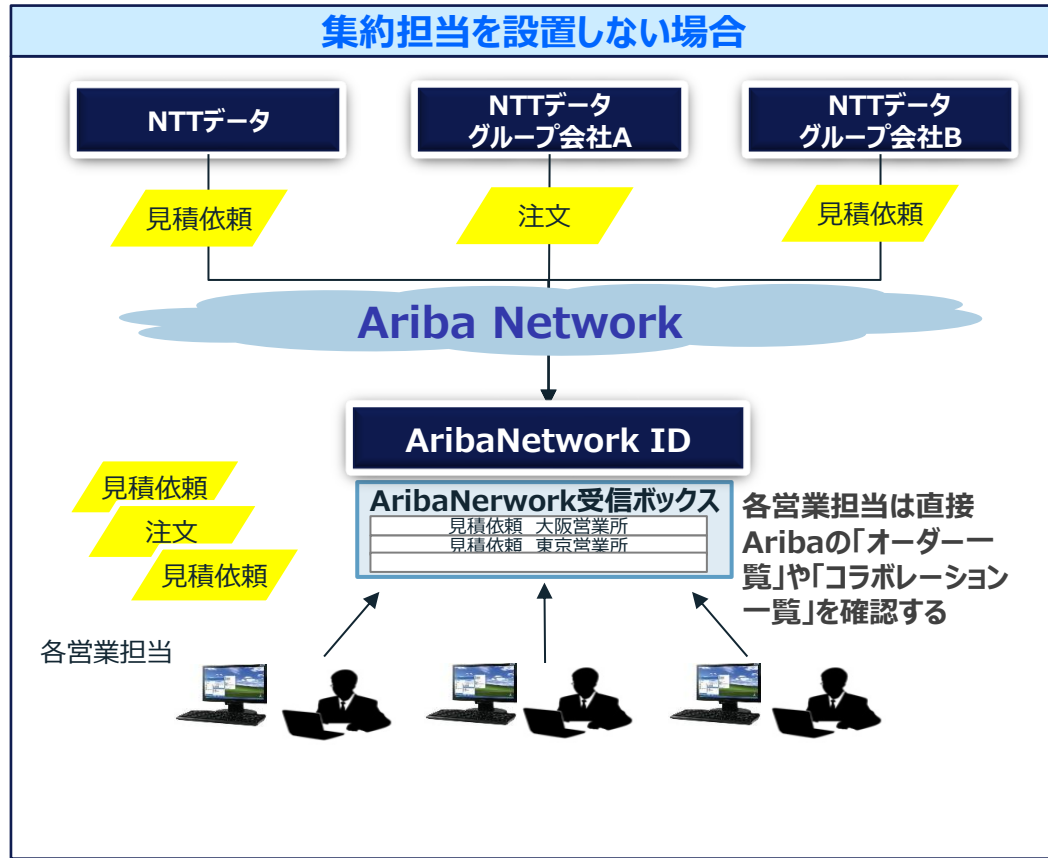 集約担当を設置しない場合
NTTデータ
NTTデータ
グループ会社A
NTTデータ
グループ会社B
見積依頼
注文
見積依頼
Ariba Network
AribaNetwork ID
見積依頼
注文
見積依頼
AribaNerwork受信ボックス
見積依頼 大阪営業所
見積依頼 東京営業所
各営業担当は直接
Aribaの「オーダー一
覧」や「コラボレーション
一覧」を確認する
各営業担当